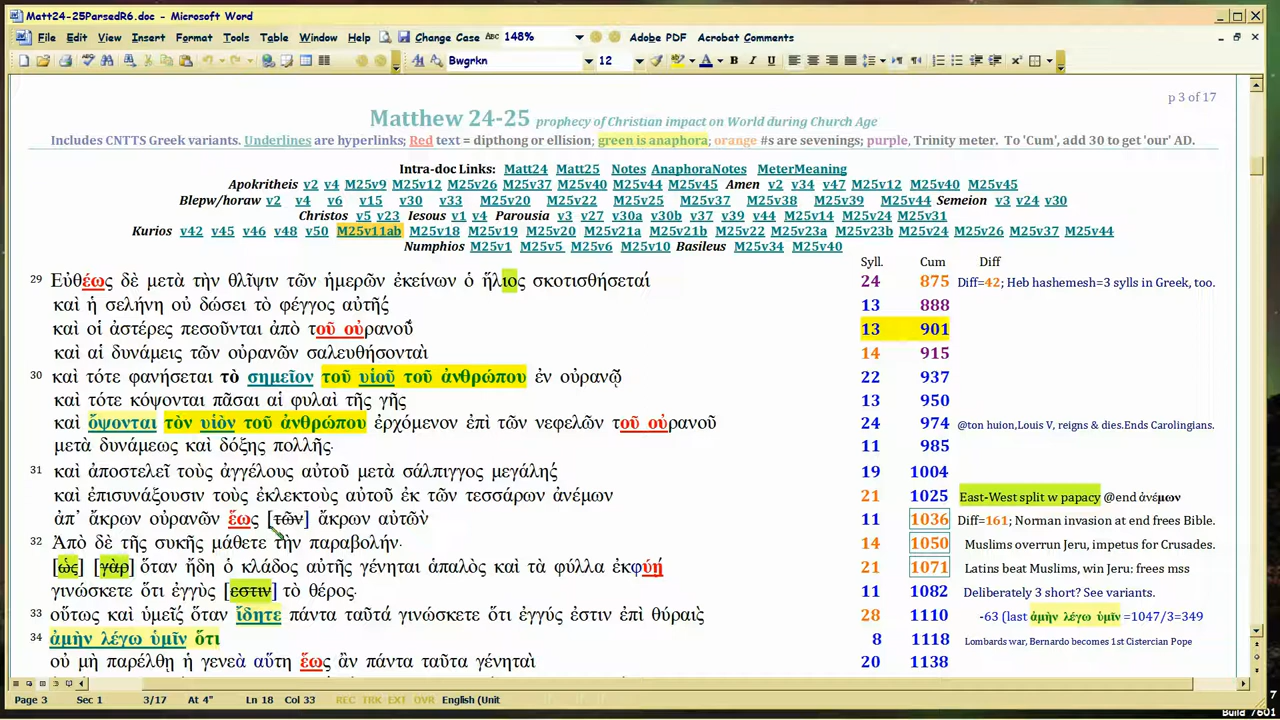 Matt24-25ParsedR6.doc - Microsoft Word
File Edit View Insert Format Tools Table Window Help Change Case ABC 148% Adobe PDF Acrobat Comments
Bwgrkn 12 B I U
p 3 of 17
Matthew 24-25 prophecy of Christian impact on World during Church Age
Includes CNTTS Greek variants. Underlines are hyperlinks; Red text = dipthong or ellision; green is anaphora; orange #s are sevenings; purple, Trinity meter. To 'Cum', add 30 to get 'our' AD.
Intra-doc Links: Matt24 Matt25 Notes AnaphoraNotes MeterMeaning
Apokritheis v2 v4 M25v9 M25v12 M25v26 M25v37 M25v40 M24v44 M25v45 Amen v2 v34 v47 M25v12 M25v40 M25v45
Blepw/horaw v2 v4 v6 v15 v30 v33 M25v20 M25v22 M25v25 M25v37 M25v38 M25v39 M25v44 Semeion v3 v24 v30
Christos v5 v23 Iesous v1 v4 Parousia v3 v27 v30a v30b v37 v39 v44 M25v14 M25v24 M25v31
Kurios v42 v45 v46 v48 v50 M25v11ab M25v18 M25v19 M25v20 M25v21a M25v21b M25v22 M25v23a M25v23b M25v24 M25v26 M25v37 M25v44
Numphios M25v1 M25v5 M25v6 M25v10 Basileus M25v34 M25v40
Syll. Cum Diff
29 Εὐθέως δὲ μετὰ τὴν θλῖψιν τῶν ἡμερῶν ἐκείνων ὁ ἥλιος σκοτισθήσεταί 24 875 Diff=42; Heb hashemesh=3 sylls in Greek, too.
καὶ ἡ σελήνη οὐ δώσει τὸ φέγγος αὐτῆς 13 888
καὶ οἱ ἀστέρες πεσοῦνται ἀπὸ τοῦ οὐρανοῦ 13 901
καὶ αἱ δυνάμεις τῶν οὐρανῶν σαλευθήσονταὶ 14 915
30 καὶ τότε φανήσεται τὸ σημεῖον τοῦ υἱοῦ τοῦ ἀνθρώπου ἐν οὐρανῷ 22 937
καὶ τότε κόψονται πᾶσαι αἱ φυλαὶ τῆς γῆς 13 950
καὶ ὄψονται τὸν υἱὸν τοῦ ἀνθρώπου ἐρχόμενον ἐπὶ τῶν νεφελῶν τοῦ οὐρανοῦ 24 974 @ton huion,Louis V, reigns & dies.Ends Carolingians.
μετὰ δυνάμεως καὶ δόξης πολλῆς· 11 985
31 καὶ ἀποστελεῖ τοὺς ἀγγέλους αὐτοῦ μετὰ σάλπιγγος μεγάλής 19 1004
καὶ ἐπισυνάξουσιν τοὺς ἐκλεκτοὺς αὐτοῦ ἐκ τῶν τεσσάρων ἀνέμων 21 1025 East-West split w papacy @end ἀνέμων
ἀπ᾽ ἄκρων οὐρανῶν ἕως [τῶν] ἄκρων αὐτῶν 11 1036 Diff=161; Norman invasion at end frees Bible.
32 Ἀπὸ δὲ τῆς συκῆς μάθετε τὴν παραβολήν· 14 1050 Muslims overrun Jeru, impetus for Crusades.
[ὡς] [γὰρ] ὅταν ἤδη ὁ κλάδος αὐτῆς γένηται ἁπαλὸς καὶ τὰ φύλλα ἐκφύῃ 21 1071 Latins beat Muslims, win Jeru: frees mss
γινώσκετε ὅτι ἐγγὺς [εστιν] τὸ θέρος· 11 1082 Deliberately 3 short? See variants.
33 οὕτως καὶ ὑμεῖς ὅταν ἴδητε πάντα ταῦτά γινώσκετε ὅτι ἐγγύς ἐστιν ἐπὶ θύραις 28 1110 -63 (last ἀμὴν λέγω ὑμῖν =1047/3=349
34 ἀμὴν λέγω ὑμῖν ὅτι 8 1118 Lombards war, Bernardo becomes 1st Cistercian Pope
οὐ μὴ παρέλθῃ ἡ γενεὰ αὕτη ἕως ἂν πάντα ταῦτα γένηταὶ 20 1138
Page 3 Sec 1 3/17 At 4" Ln 18 Col 33 REC TRK EXT OVR English (Unit
7
Build 7601